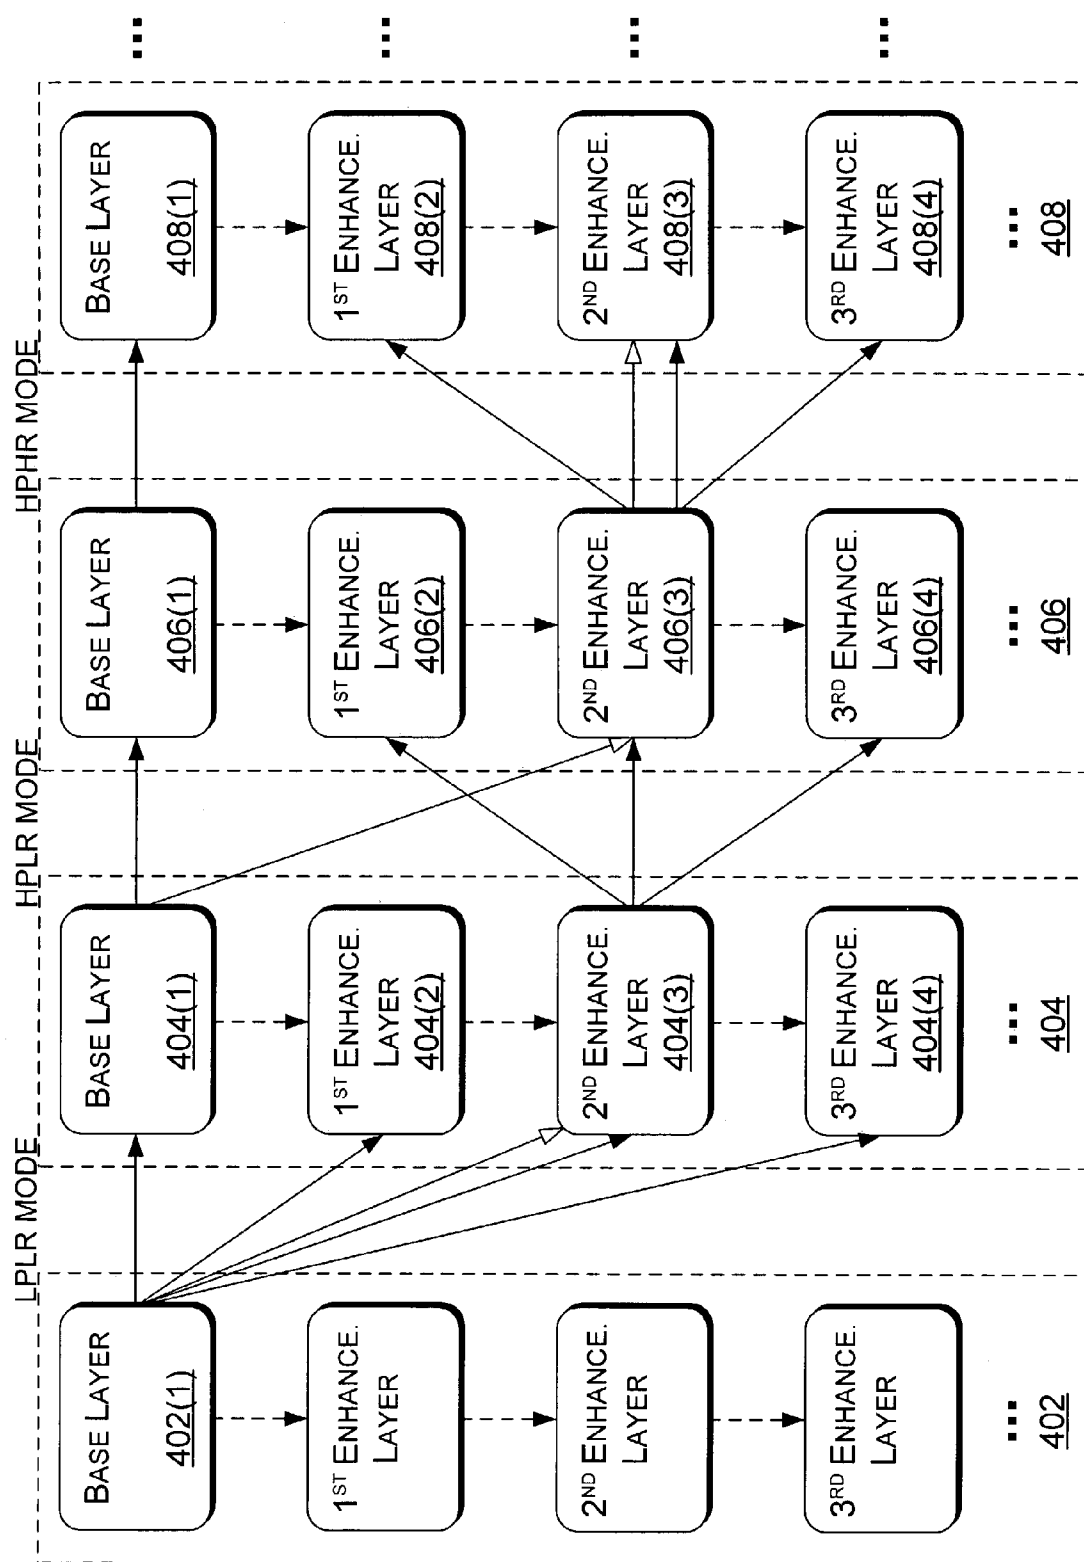 LPLR MODE
HPLR MODE
HPHR MODE
BASE LAYER
402(1)
BASE LAYER
404(1)
BASE LAYER
406(1)
BASE LAYER
408(1)
...
1ST ENHANCE.
LAYER
1ST ENHANCE.
LAYER
404(2)
1ST ENHANCE.
LAYER
406(2)
1ST ENHANCE.
LAYER
408(2)
...
2ND ENHANCE.
LAYER
2ND ENHANCE.
LAYER
404(3)
2ND ENHANCE.
LAYER
406(3)
2ND ENHANCE.
LAYER
408(3)
...
3RD ENHANCE.
LAYER
3RD ENHANCE.
LAYER
404(4)
3RD ENHANCE.
LAYER
406(4)
3RD ENHANCE.
LAYER
408(4)
...
...
402
...
404
...
406
...
408